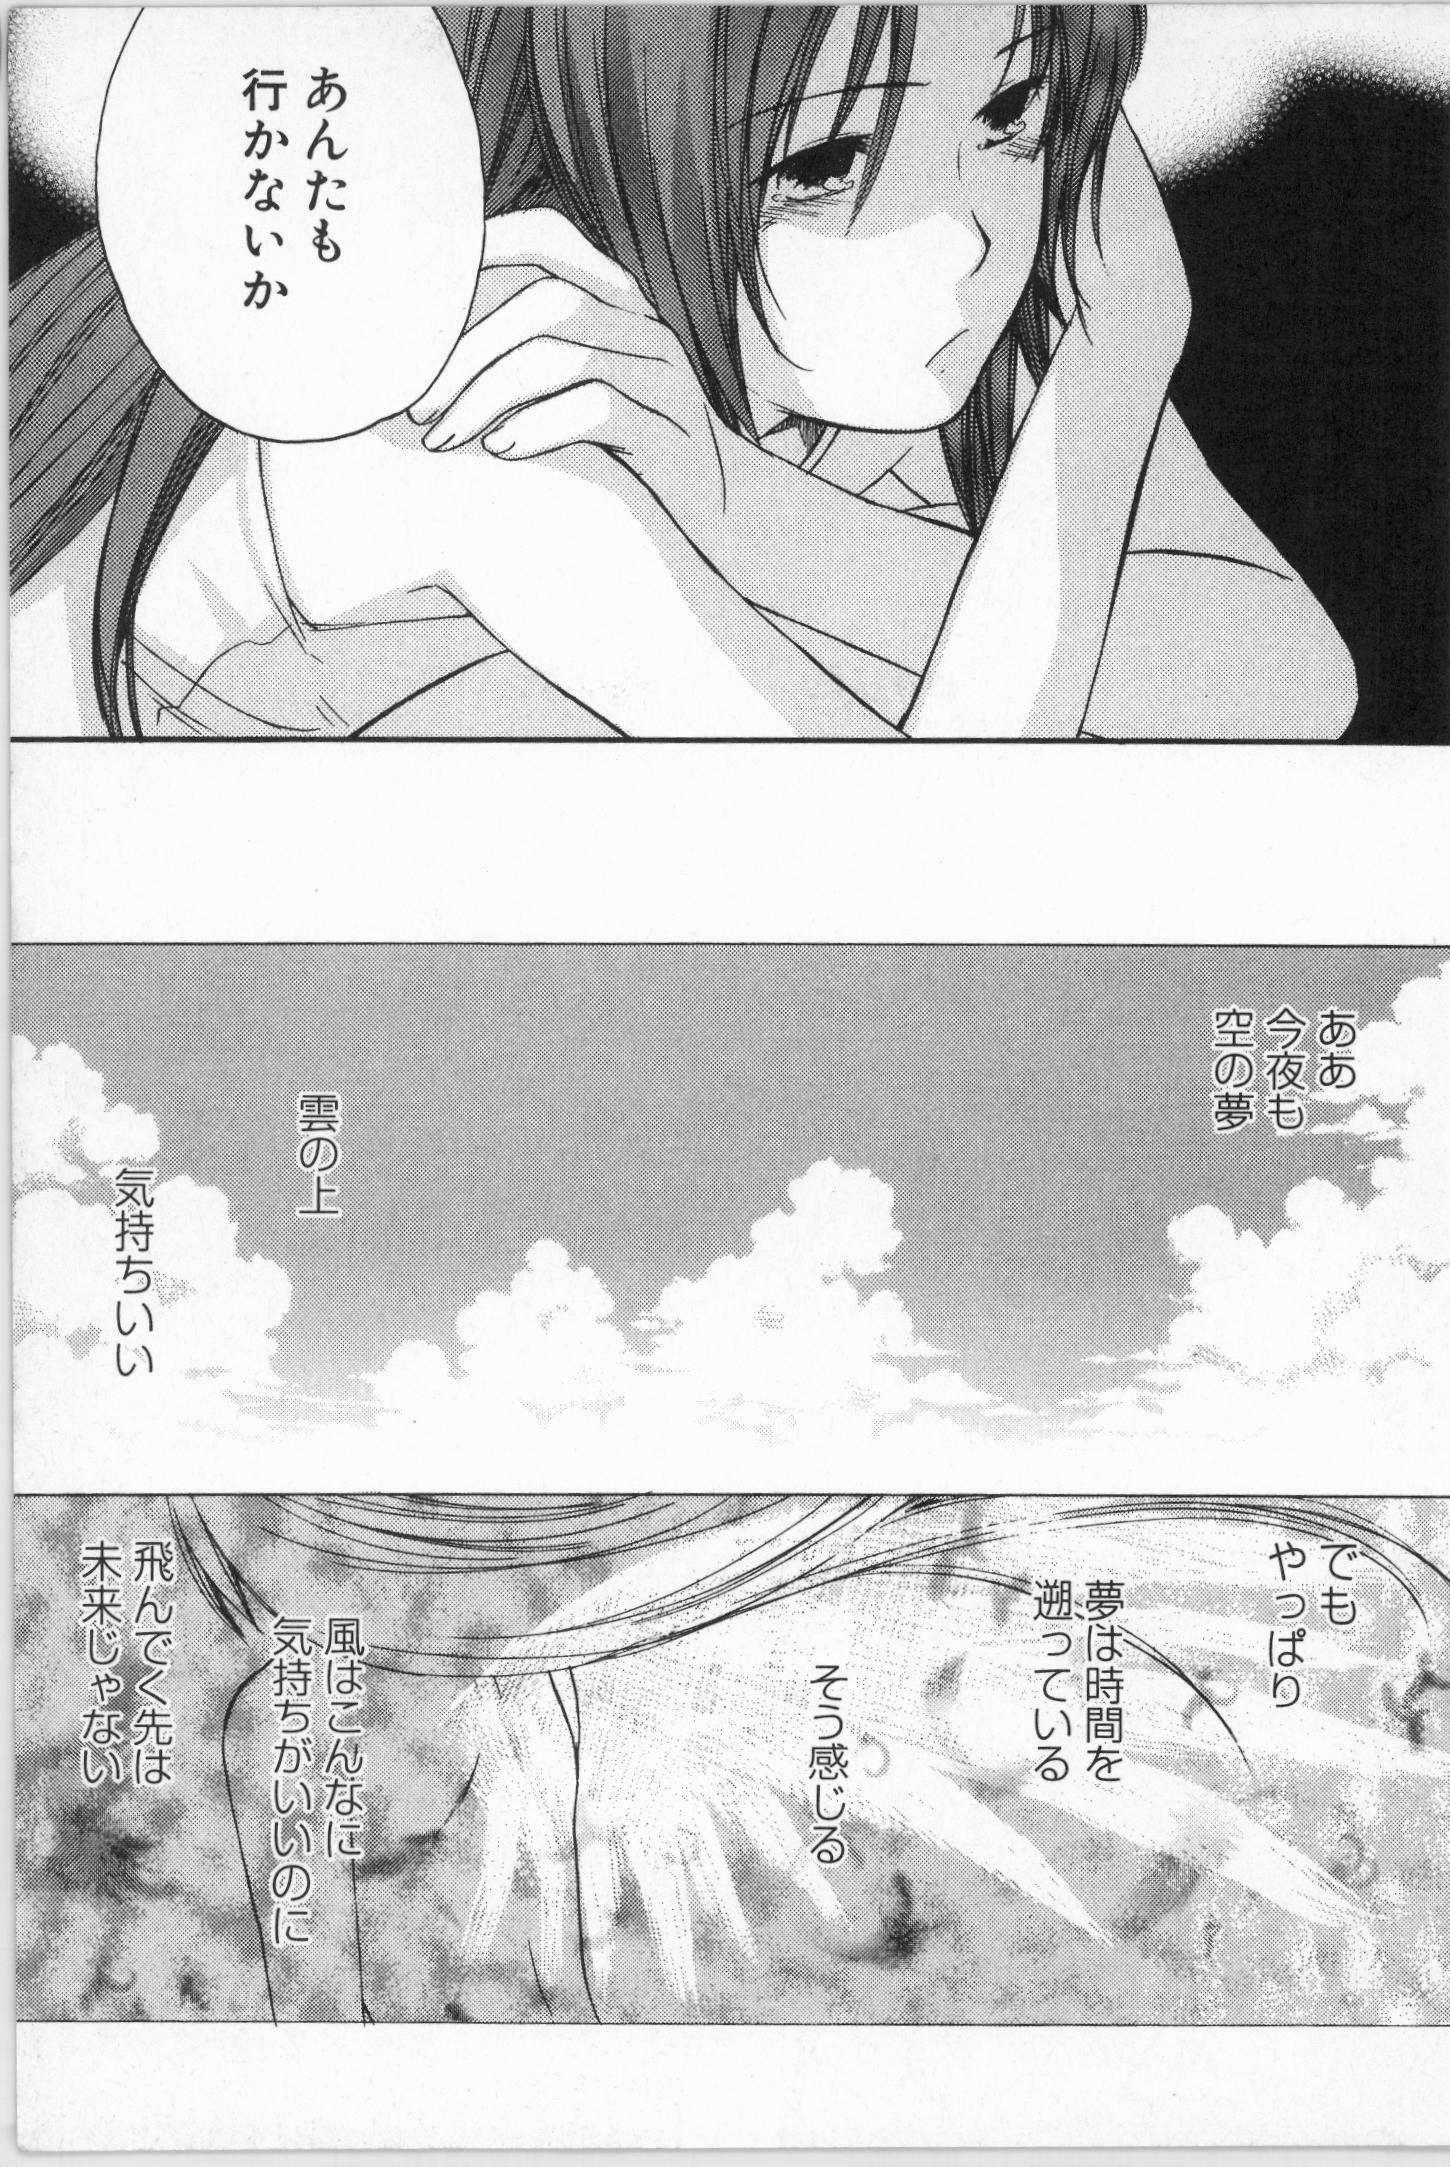 あんたも
行かないか
ああ
今夜も
空の夢
雲の上
気持ちいい
でも
やっぱり
夢は時間を
遡っている
そう感じる
風はこんなに
気持ちがいいのに
飛んでく先は
未来じゃない